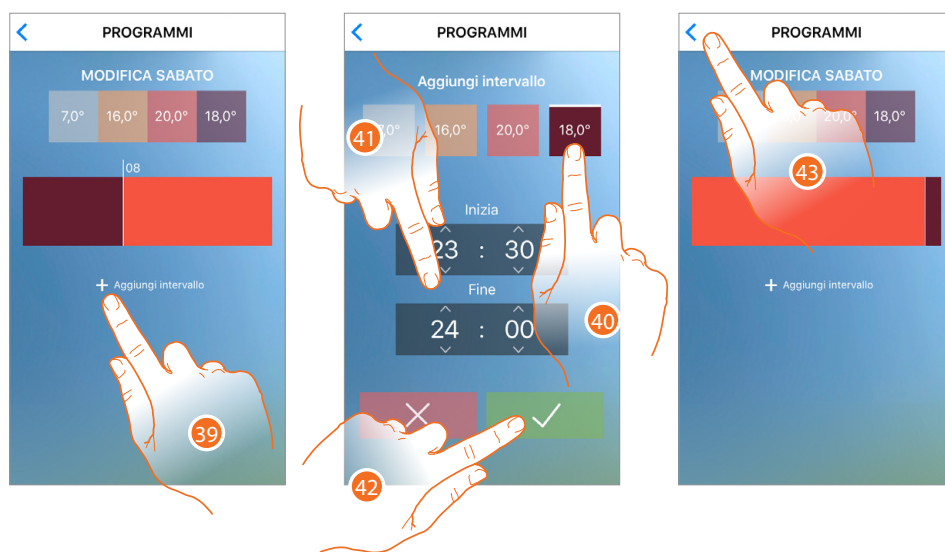 PROGRAMMI
MODIFICA SABATO
7,0° 16,0° 20,0° 18,0°
08
+ Aggiungi intervallo
39
PROGRAMMI
Aggiungi intervallo
16,0° 20,0° 18,0°
41
Inizia
23 : 30
Fine
24 : 00
40
42
PROGRAMMI
MODIFICA SABATO
20,0° 18,0°
43
+ Aggiungi intervallo